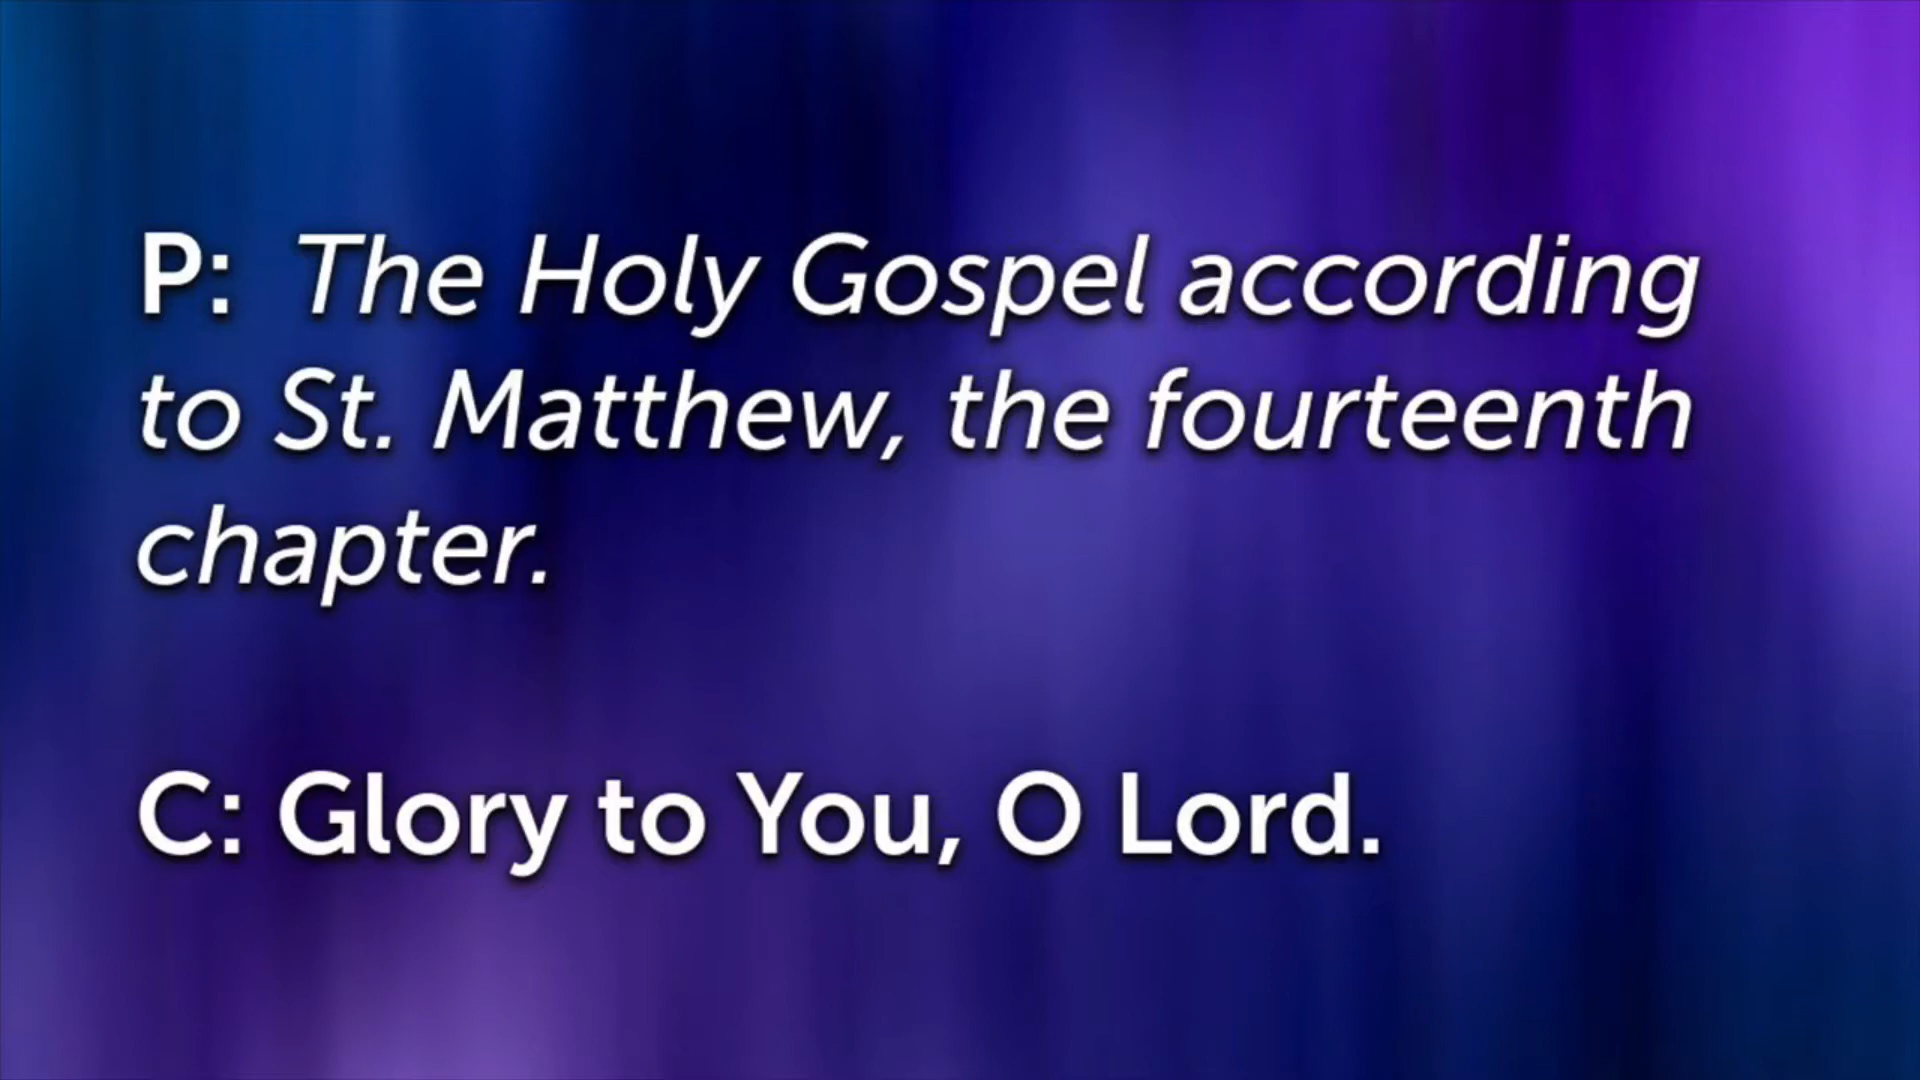 P: The Holy Gospel according
to St. Matthew, the fourteenth
chapter.
C: Glory to You, O Lord.